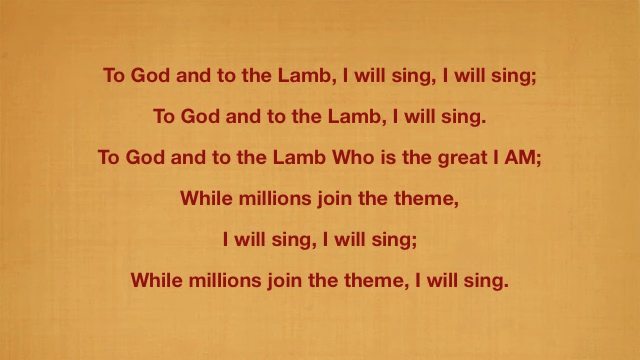 To God and to the Lamb, I will sing, I will sing;
To God and to the Lamb, I will sing.
To God and to the Lamb Who is the great I AM;
While millions join the theme,
I will sing, I will sing;
While millions join the theme, I will sing.